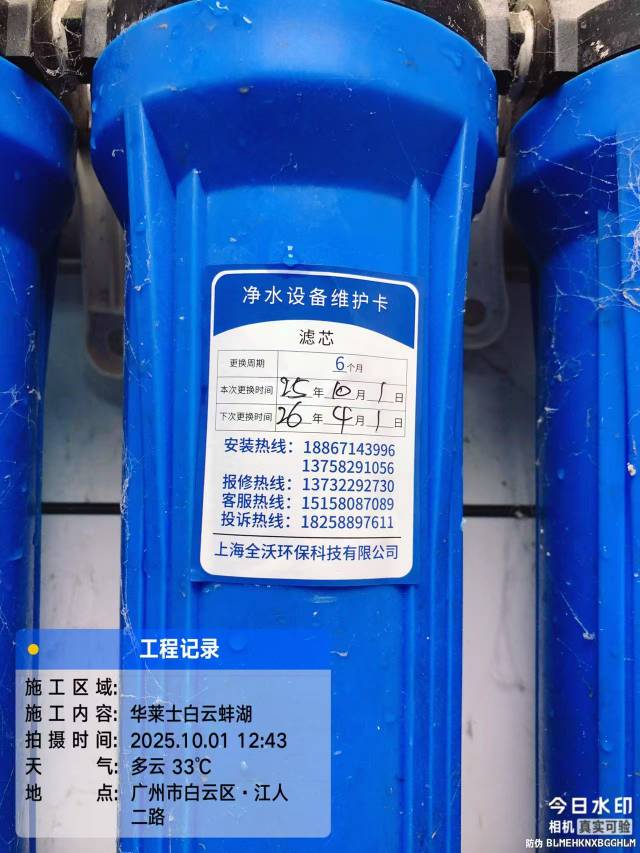 净水设备维护卡
滤芯
更换周期 6个月
本次更换时间 25年10月1日
下次更换时间 26年4月1日
安装热线: 18867143996
13758291056
报修热线: 13732292730
客服热线: 15158087089
投诉热线: 18258897611
上海全沃环保科技有限公司
工程记录
施工区域:
施工内容: 华莱士白云蚌湖
拍摄时间: 2025.10.01 12:43
天气: 多云 33℃
地点: 广州市白云区·江人
二路
今日水印
相机 真实可验
防伪 BLMEHKNXBGGHLM